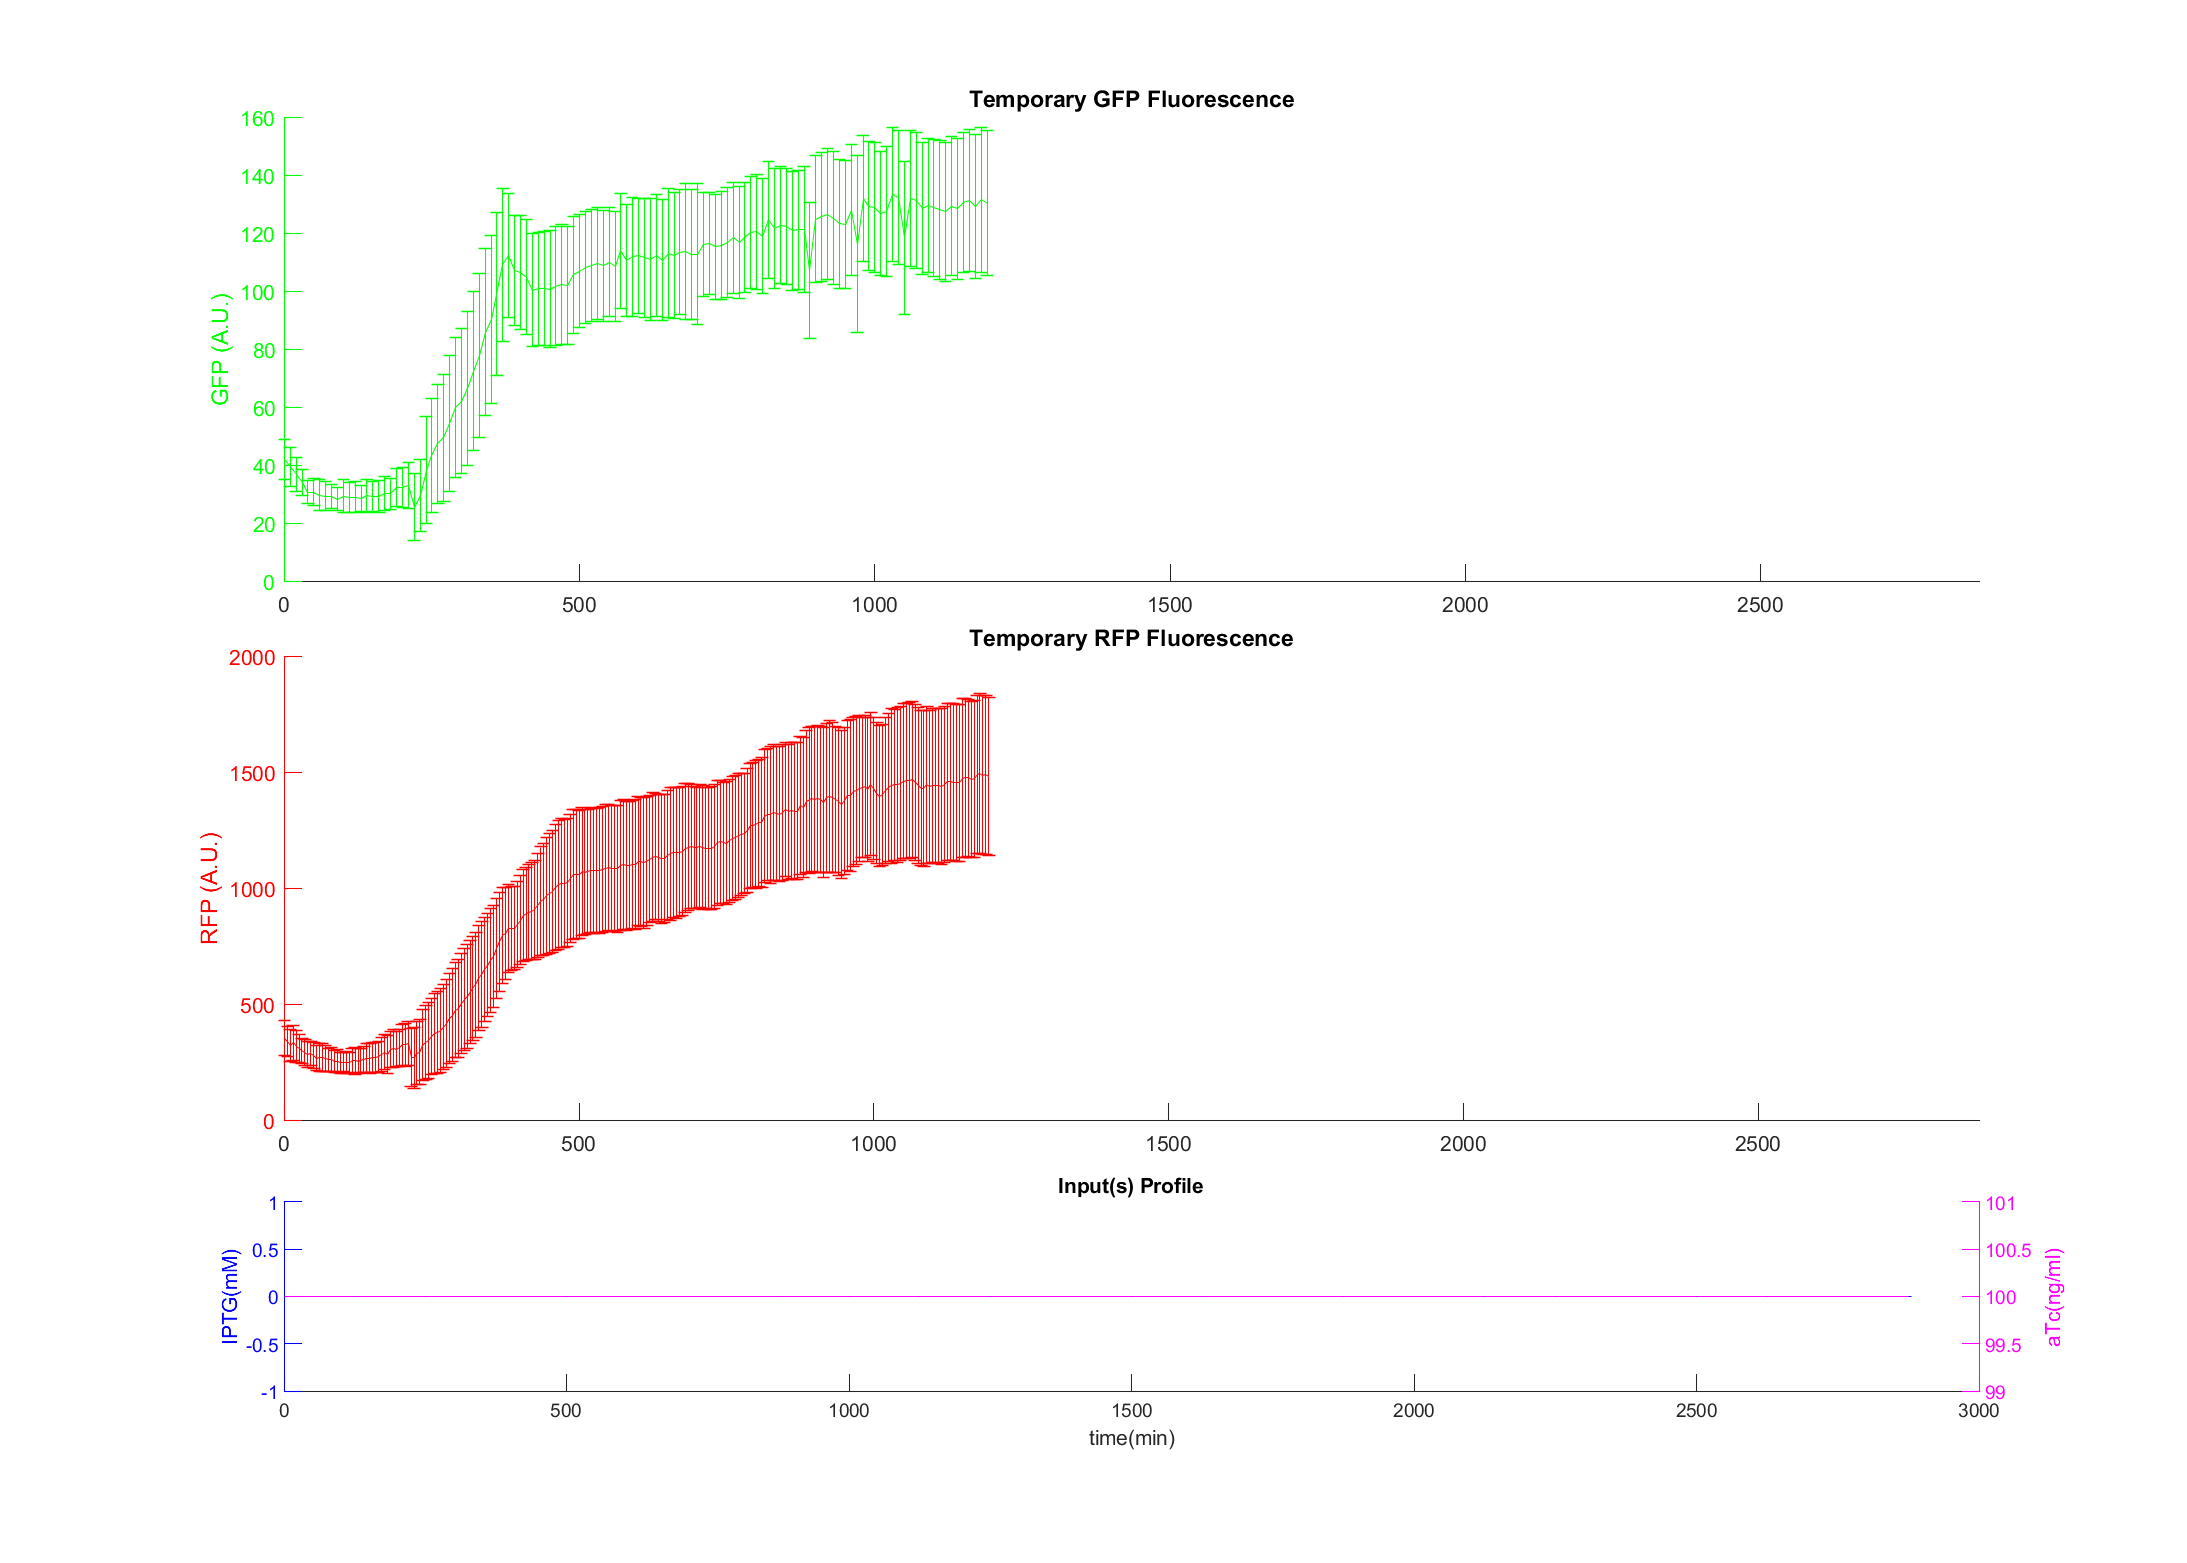 Temporary GFP Fluorescence
160
140
120
100
80
60
40
20
0
GFP (A.U.)
0 500 1000 1500 2000 2500
Temporary RFP Fluorescence
2000
1500
1000
500
0
RFP (A.U.)
0 500 1000 1500 2000 2500
Input(s) Profile
1 101
0.5 100.5
0 100
-0.5 99.5
-1 99
IPTG(mM)
aTc(ng/ml)
0 500 1000 1500 2000 2500 3000
time(min)